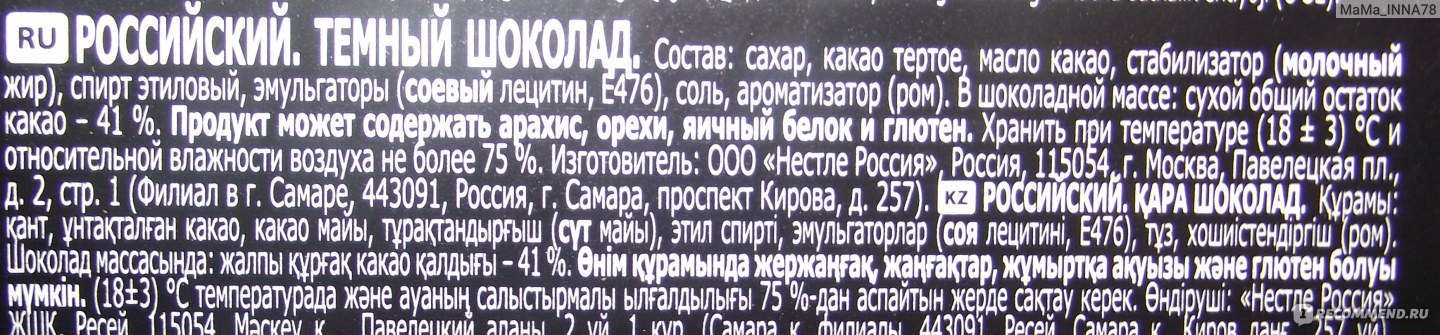 MaMa_INNA78
RU РОССИЙСКИЙ. ТЕМНЫЙ ШОКОЛАД. Состав: сахар, какао тертое, масло какао, стабилизатор (молочный
жир), спирт этиловый, эмульгаторы (соевый лецитин, Е476), соль, ароматизатор (ром). В шоколадной массе: сухой общий остаток
какао – 41 %. Продукт может содержать арахис, орехи, яичный белок и глютен. Хранить при температуре (18 ± 3) °С и
относительной влажности воздуха не более 75 %. Изготовитель: ООО «Нестле Россия», Россия, 115054, г. Москва, Павелецкая пл.,
д. 2, стр. 1 (Филиал в г. Самаре, 443091, Россия, г. Самара, проспект Кирова, д. 257). KZ РОССИЙСКИЙ. ҚАРА ШОКОЛАД. Құрамы:
қант, ұнтақталған какао, какао майы, тұрақтандырғыш (сүт майы), этил спирті, эмульгаторлар (соя лецитині, Е476), тұз, хошиістендіргіш (ром).
Шоколад массасында: жалпы құрғақ какао қалдығы – 41 %. Өнім құрамында жержаңғақ, жаңғақтар, жұмыртқа ақуызы және глютен болуы
мүмкін. (18±3) °С температурада және ауаның салыстырмалы ылғалдылығы 75 %-дан аспайтын жерде сақтау керек. Өндіруші: «Нестле Россия»
ЖШҚ, Ресей, 115054, Мәскеу қ., Павелецкий алаңы, 2 үй, 1 құр. (Самара қ. филиалы, 443091, Ресей, Самара қ., Киров даңғ.
IRECOMMEND.RU